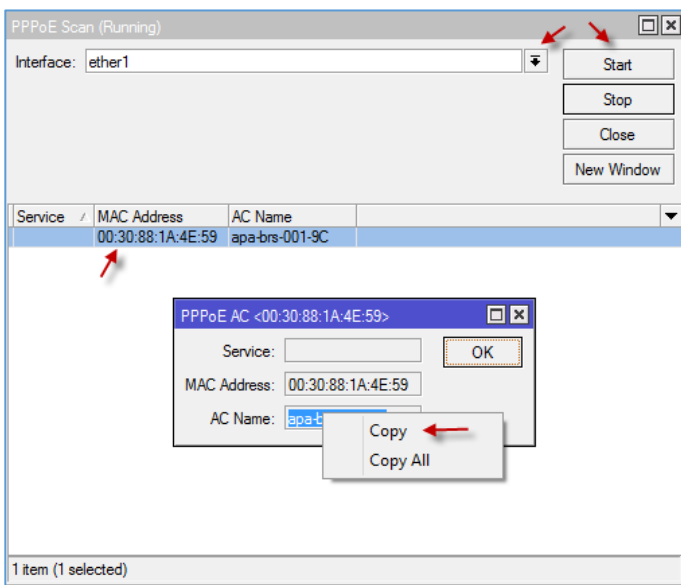 PPPoE Scan (Running)
Interface: ether1
Start
Stop
Close
New Window
Service MAC Address AC Name
00:30:88:1A:4E:59 apa-brs-001-9C
PPPoE AC <00:30:88:1A:4E:59>
Service:
OK
MAC Address: 00:30:88:1A:4E:59
AC Name:
Copy
Copy All
1 item (1 selected)